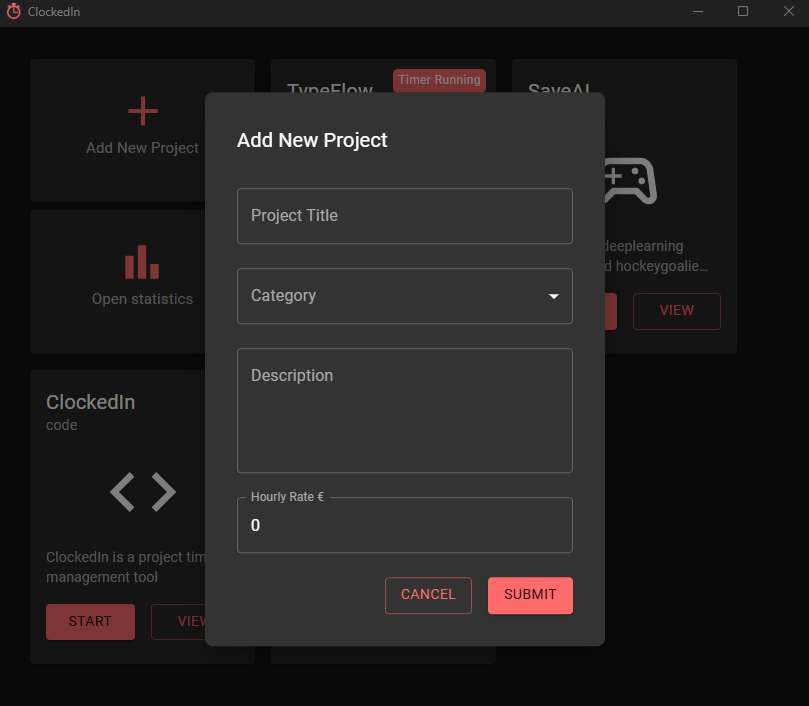 ClockedIn
Add New Project
TypeFlow
Timer Running
SaveAI
Open statistics
deeplearning
d hockeygoalie...
VIEW
ClockedIn
code
ClockedIn is a project tim
management tool
START
VIEW
Add New Project
Project Title
Category
Description
Hourly Rate €
0
CANCEL
SUBMIT